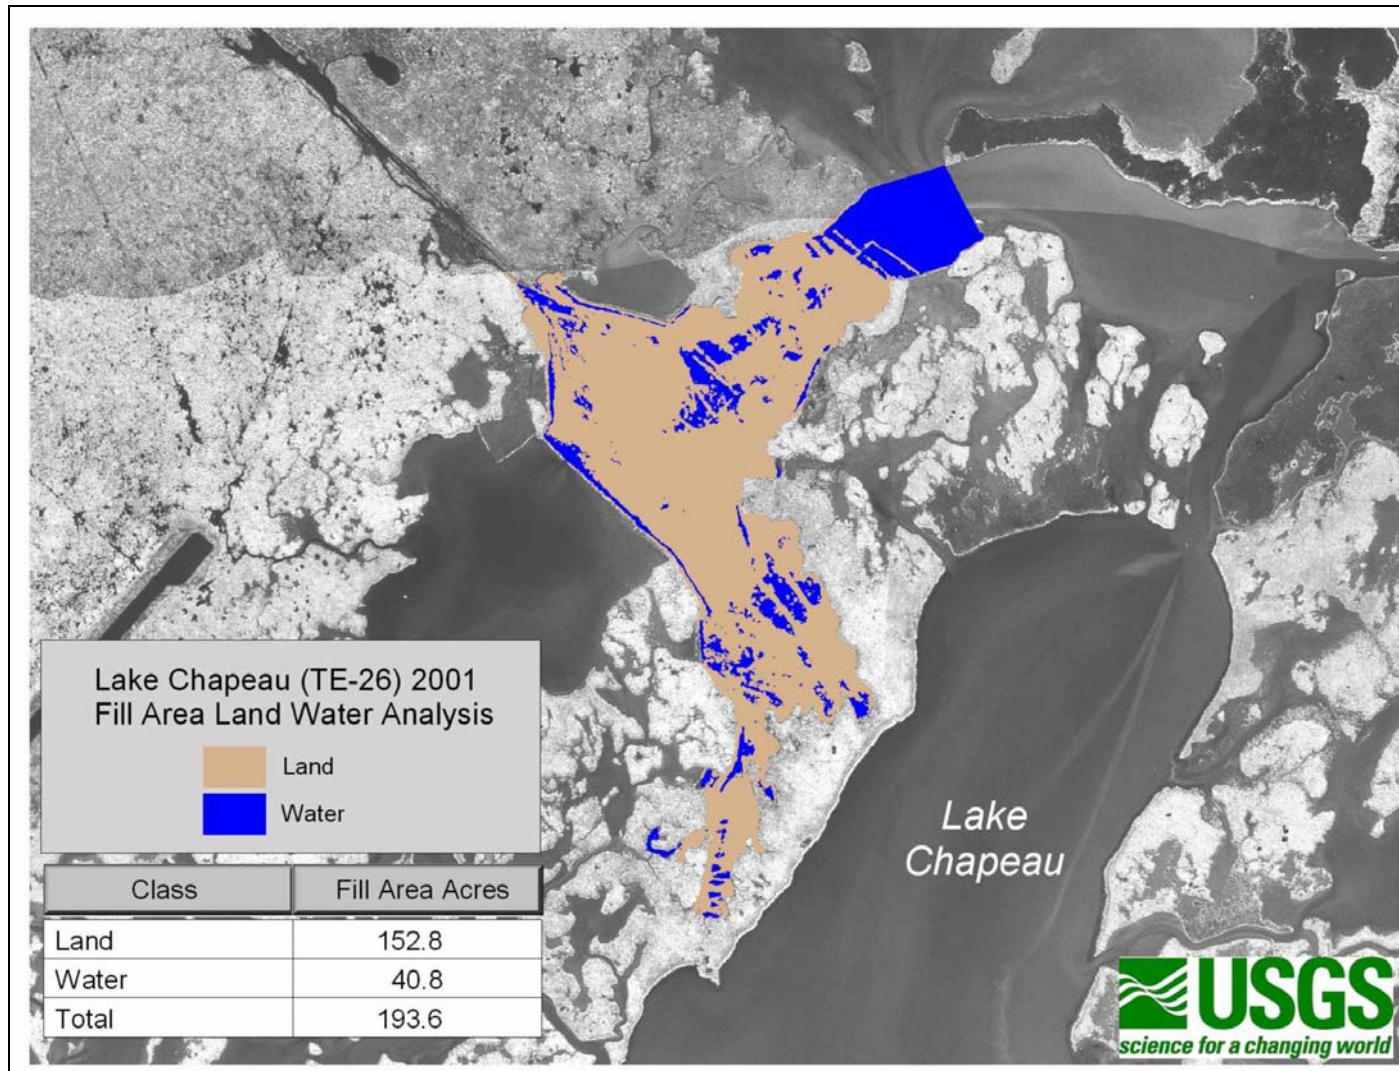 Lake Chapeau (TE-26) 2001
Fill Area Land Water Analysis
Land
Water
Class Fill Area Acres
Land 152.8
Water 40.8
Total 193.6
Lake
Chapeau
USGS
science for a changing world